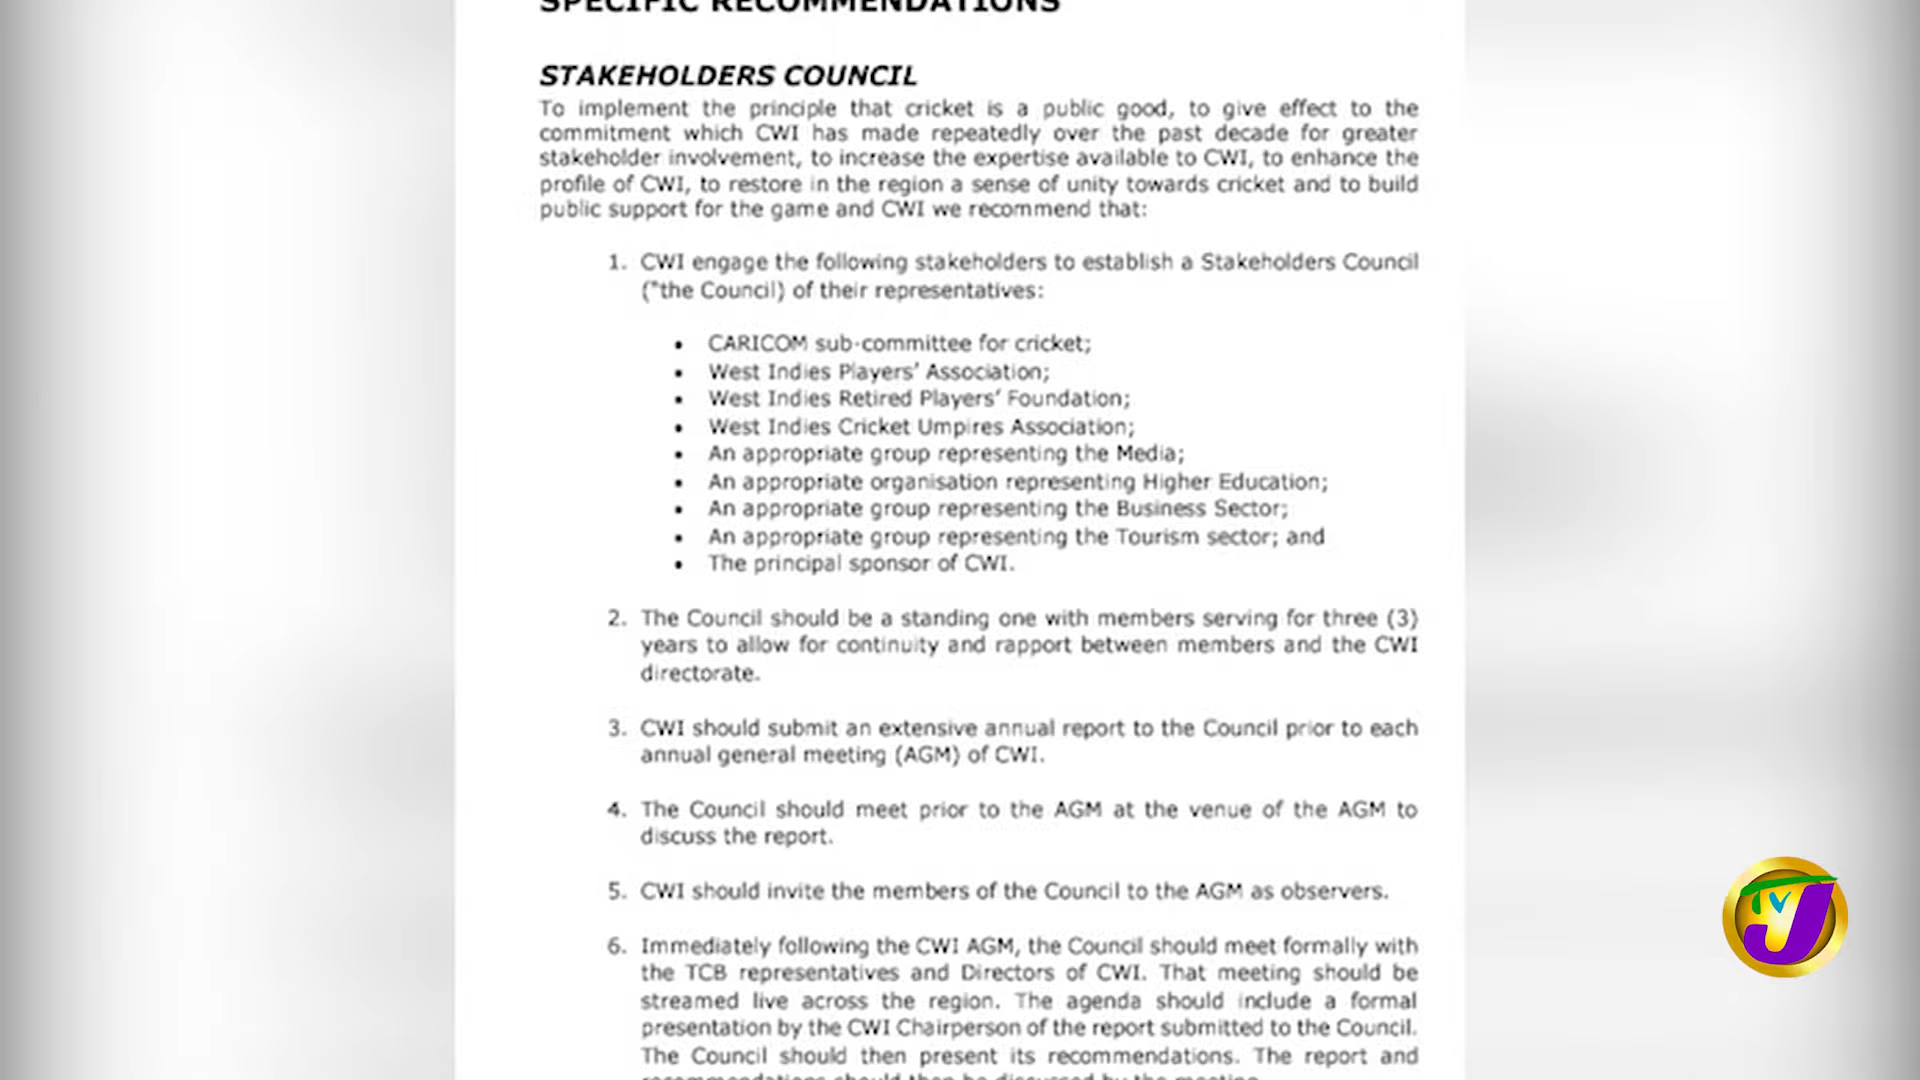 SPECIFIC RECOMMENDATIONS
STAKEHOLDERS COUNCIL
To implement the principle that cricket is a public good, to give effect to the
commitment which CWI has made repeatedly over the past decade for greater
stakeholder involvement, to increase the expertise available to CWI, to enhance the
profile of CWI, to restore in the region a sense of unity towards cricket and to build
public support for the game and CWI we recommend that:
1. CWI engage the following stakeholders to establish a Stakeholders Council
("the Council) of their representatives:
• CARICOM sub-committee for cricket;
• West Indies Players' Association;
• West Indies Retired Players' Foundation;
• West Indies Cricket Umpires Association;
• An appropriate group representing the Media;
• An appropriate organisation representing Higher Education;
• An appropriate group representing the Business Sector;
• An appropriate group representing the Tourism sector; and
• The principal sponsor of CWI.
2. The Council should be a standing one with members serving for three (3)
years to allow for continuity and rapport between members and the CWI
directorate.
3. CWI should submit an extensive annual report to the Council prior to each
annual general meeting (AGM) of CWI.
4. The Council should meet prior to the AGM at the venue of the AGM to
discuss the report.
5. CWI should invite the members of the Council to the AGM as observers.
6. Immediately following the CWI AGM, the Council should meet formally with
the TCB representatives and Directors of CWI. That meeting should be
streamed live across the region. The agenda should include a formal
presentation by the CWI Chairperson of the report submitted to the Council.
The Council should then present its recommendations. The report and
recommendations should then be discussed by the meeting.
TVJ